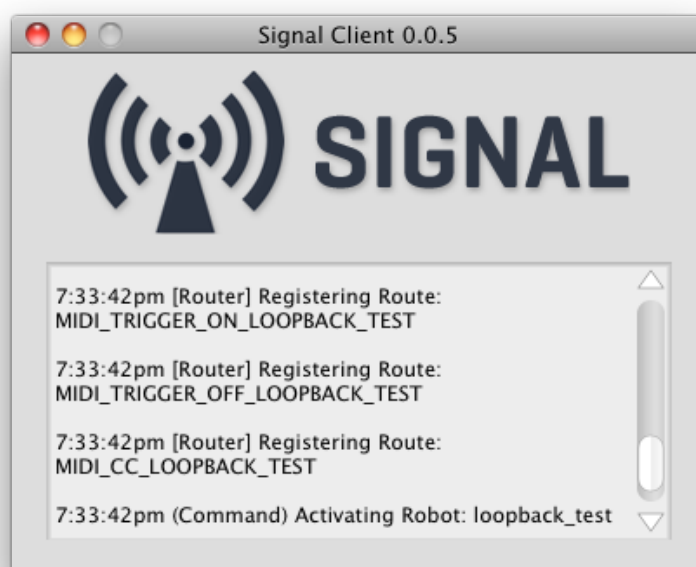 Signal Client 0.0.5
SIGNAL
7:33:42pm [Router] Registering Route:
MIDI_TRIGGER_ON_LOOPBACK_TEST
7:33:42pm [Router] Registering Route:
MIDI_TRIGGER_OFF_LOOPBACK_TEST
7:33:42pm [Router] Registering Route:
MIDI_CC_LOOPBACK_TEST
7:33:42pm (Command) Activating Robot: loopback_test